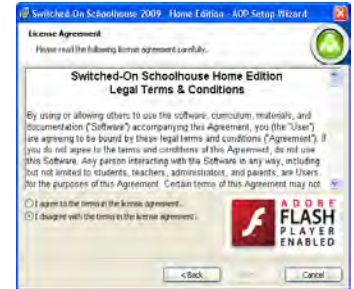 Switched-On Schoolhouse 2009 Home Edition - AOP Setup Wizard
License Agreement
Please read the following license agreement carefully.
Switched-On Schoolhouse Home Edition
Legal Terms & Conditions
By using or allowing others to use the software, curriculum, materials, and
documentation ("Software") accompanying this Agreement, you (the "User")
are agreeing to be bound by these legal terms and conditions ("Agreement"). If
you do not agree to the terms and conditions of this Agreement, do not use
this Software. Any person interacting with the Software in any way, including
but not limited to students, teachers, administrators, and parents, are Users
for the purposes of this Agreement. Certain terms of this Agreement may not
I agree to the terms in the license agreement.
I disagree with the terms in the license agreement.
ADOBE
FLASH
PLAYER
ENABLED
< Back
Cancel